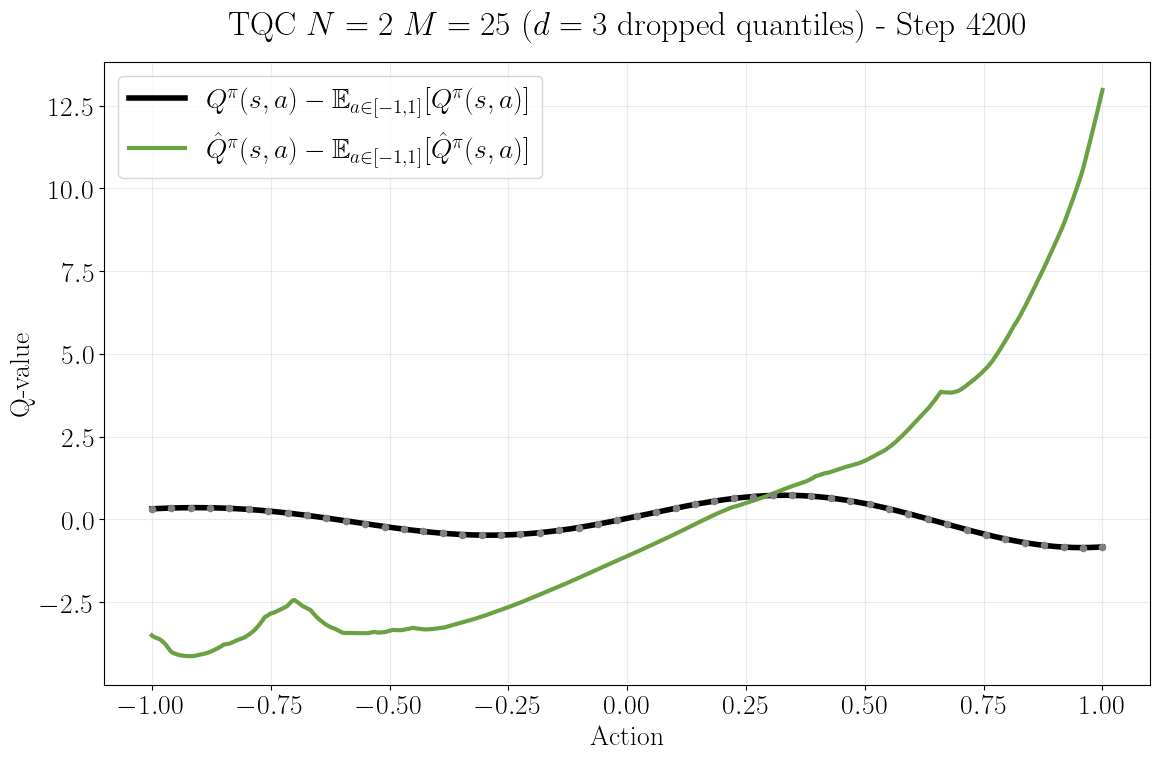 TQC N = 2 M = 25 (d = 3 dropped quantiles) - Step 4200
Q^π(s, a) − 𝔼_{a∈[−1,1]}[Q^π(s, a)]
Q̂^π(s, a) − 𝔼_{a∈[−1,1]}[Q̂^π(s, a)]
12.5
10.0
7.5
5.0
2.5
0.0
−2.5
Q-value
−1.00 −0.75 −0.50 −0.25 0.00 0.25 0.50 0.75 1.00
Action